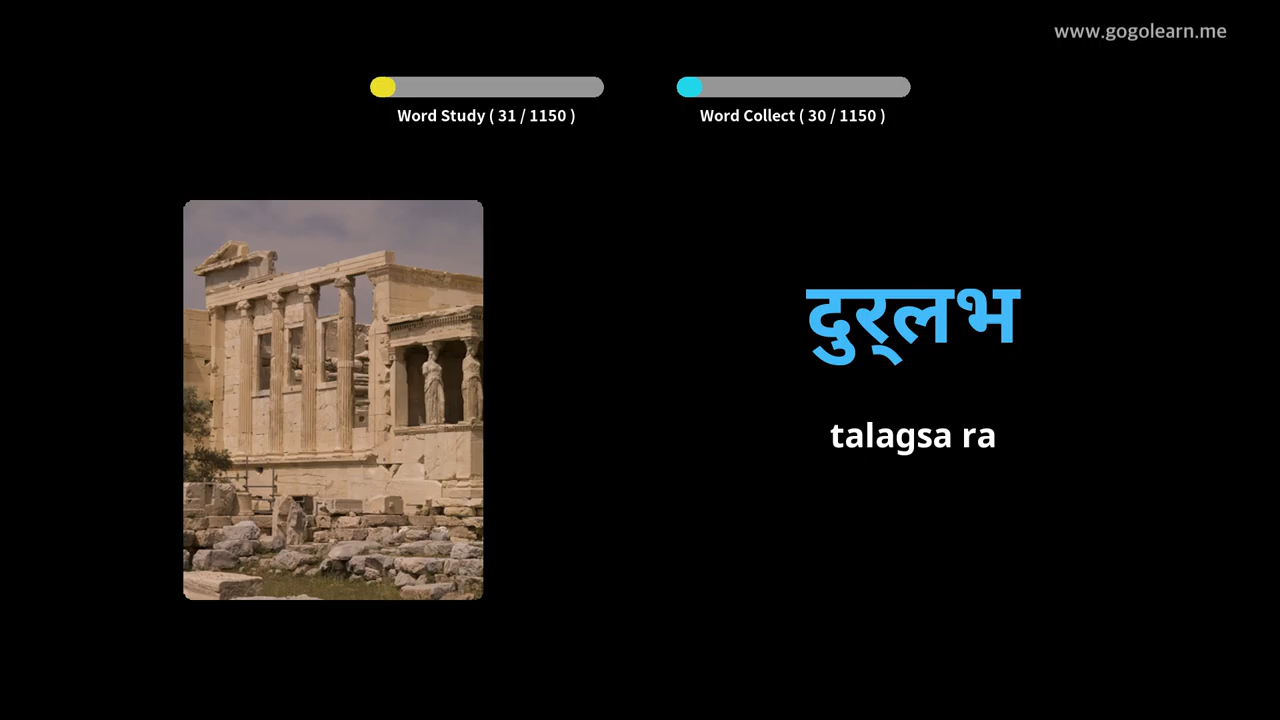 www.gogolearn.me
Word Study ( 31 / 1150 )
Word Collect ( 30 / 1150 )
दुर्‌लभ
talagsa ra